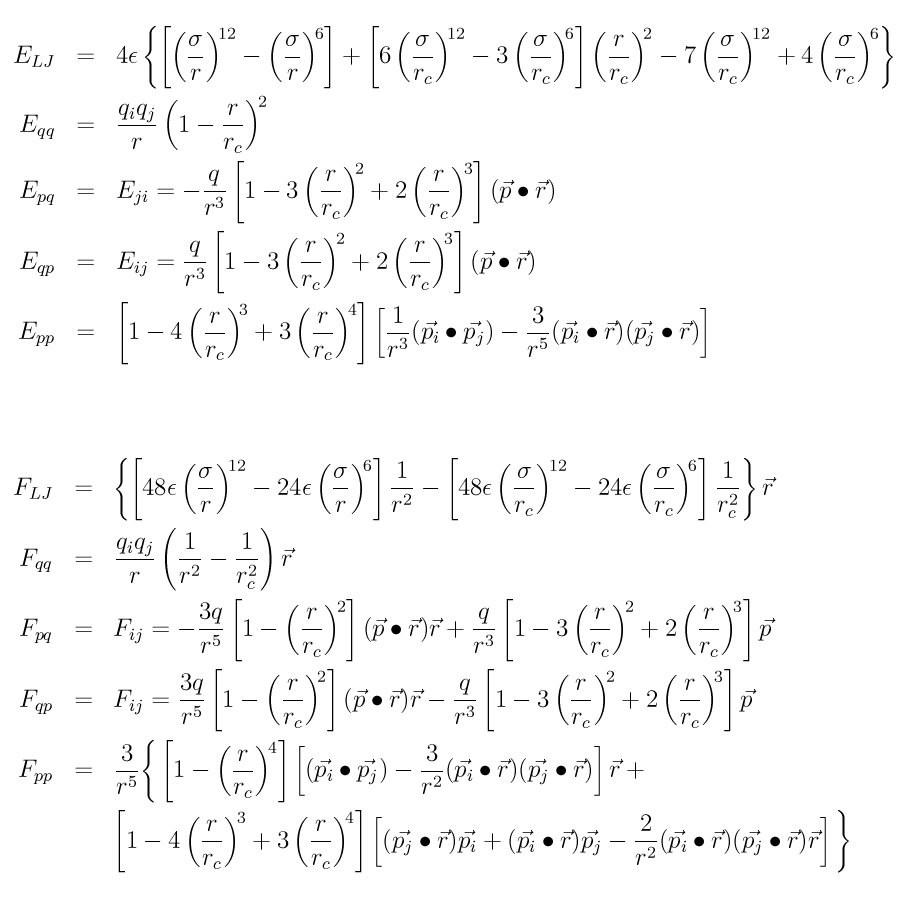 E_{LJ} = 4\epsilon \left\{ \left[ \left( \frac{\sigma}{r} \right)^{12} - \left( \frac{\sigma}{r} \right)^{6} \right] + \left[ 6 \left( \frac{\sigma}{r_c} \right)^{12} - 3 \left( \frac{\sigma}{r_c} \right)^{6} \right] \left( \frac{r}{r_c} \right)^{2} - 7 \left( \frac{\sigma}{r_c} \right)^{12} + 4 \left( \frac{\sigma}{r_c} \right)^{6} \right\}
E_{qq} = \frac{q_i q_j}{r} \left( 1 - \frac{r}{r_c} \right)^{2}
E_{pq} = E_{ji} = -\frac{q}{r^3} \left[ 1 - 3 \left( \frac{r}{r_c} \right)^{2} + 2 \left( \frac{r}{r_c} \right)^{3} \right] (\vec{p} \bullet \vec{r})
E_{qp} = E_{ij} = \frac{q}{r^3} \left[ 1 - 3 \left( \frac{r}{r_c} \right)^{2} + 2 \left( \frac{r}{r_c} \right)^{3} \right] (\vec{p} \bullet \vec{r})
E_{pp} = \left[ 1 - 4 \left( \frac{r}{r_c} \right)^{3} + 3 \left( \frac{r}{r_c} \right)^{4} \right] \left[ \frac{1}{r^3} (\vec{p_i} \bullet \vec{p_j}) - \frac{3}{r^5} (\vec{p_i} \bullet \vec{r}) (\vec{p_j} \bullet \vec{r}) \right]
F_{LJ} = \left\{ \left[ 48\epsilon \left( \frac{\sigma}{r} \right)^{12} - 24\epsilon \left( \frac{\sigma}{r} \right)^{6} \right] \frac{1}{r^2} - \left[ 48\epsilon \left( \frac{\sigma}{r_c} \right)^{12} - 24\epsilon \left( \frac{\sigma}{r_c} \right)^{6} \right] \frac{1}{r_c^2} \right\} \vec{r}
F_{qq} = \frac{q_i q_j}{r} \left( \frac{1}{r^2} - \frac{1}{r_c^2} \right) \vec{r}
F_{pq} = F_{ij} = -\frac{3q}{r^5} \left[ 1 - \left( \frac{r}{r_c} \right)^{2} \right] (\vec{p} \bullet \vec{r}) \vec{r} + \frac{q}{r^3} \left[ 1 - 3 \left( \frac{r}{r_c} \right)^{2} + 2 \left( \frac{r}{r_c} \right)^{3} \right] \vec{p}
F_{qp} = F_{ij} = \frac{3q}{r^5} \left[ 1 - \left( \frac{r}{r_c} \right)^{2} \right] (\vec{p} \bullet \vec{r}) \vec{r} - \frac{q}{r^3} \left[ 1 - 3 \left( \frac{r}{r_c} \right)^{2} + 2 \left( \frac{r}{r_c} \right)^{3} \right] \vec{p}
F_{pp} = \frac{3}{r^5} \Bigg\{ \left[ 1 - \left( \frac{r}{r_c} \right)^{4} \right] \left[ (\vec{p_i} \bullet \vec{p_j}) - \frac{3}{r^2} (\vec{p_i} \bullet \vec{r}) (\vec{p_j} \bullet \vec{r}) \right] \vec{r} +
\left[ 1 - 4 \left( \frac{r}{r_c} \right)^{3} + 3 \left( \frac{r}{r_c} \right)^{4} \right] \left[ (\vec{p_j} \bullet \vec{r}) \vec{p_i} + (\vec{p_i} \bullet \vec{r}) \vec{p_j} - \frac{2}{r^2} (\vec{p_i} \bullet \vec{r}) (\vec{p_j} \bullet \vec{r}) \vec{r} \right] \Bigg\}